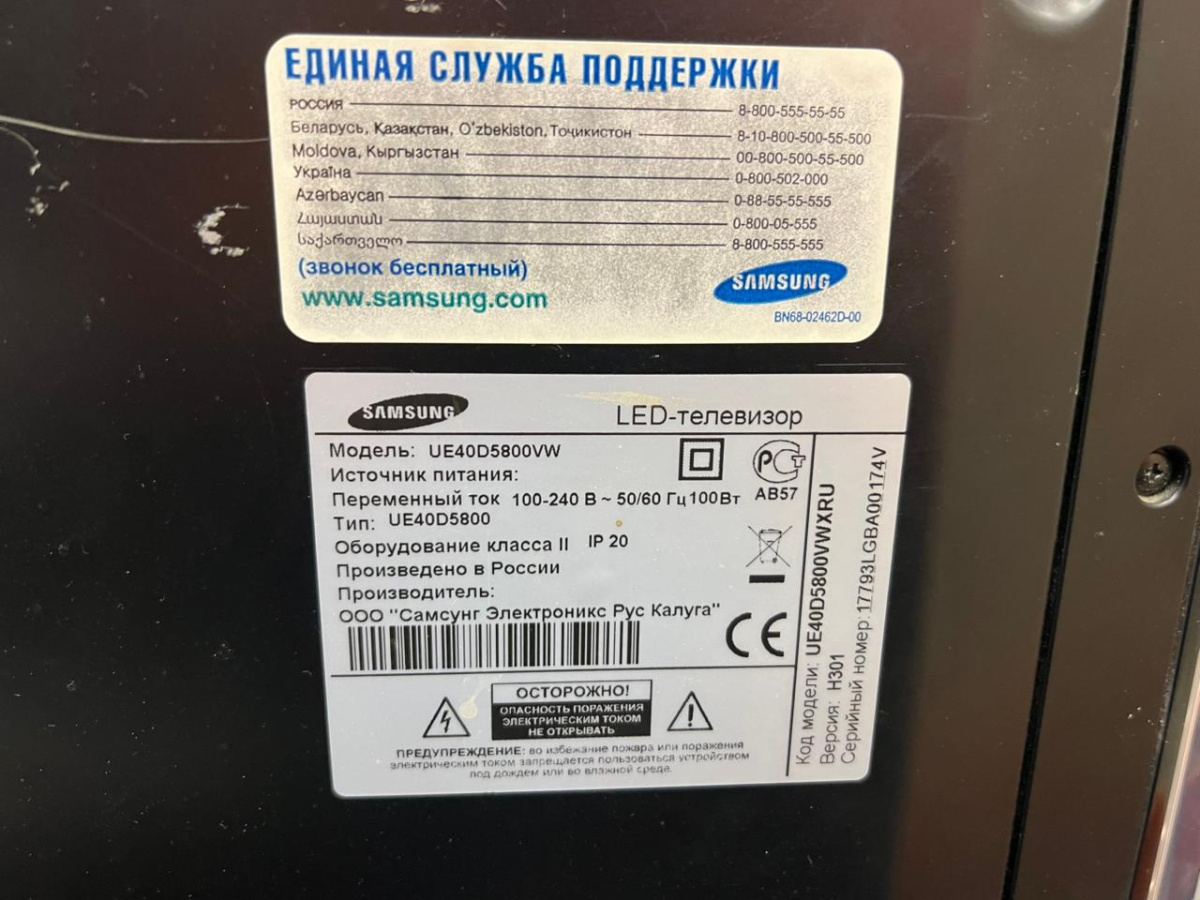 ЕДИНАЯ СЛУЖБА ПОДДЕРЖКИ
РОССИЯ 8-800-555-55-55
Беларусь, Қазақстан, O'zbekiston, Тоҷикистон 8-10-800-500-55-500
Moldova, Кыргызстан 00-800-500-55-500
Україна 0-800-502-000
Azərbaycan 0-88-55-55-555
Հայաստան 0-800-05-555
საქართველო 8-800-555-555
(звонок бесплатный)
www.samsung.com
SAMSUNG
BN68-02462D-00
SAMSUNG LED-телевизор
Модель: UE40D5800VW
Источник питания:
Переменный ток 100-240 В ~ 50/60 Гц 100Вт
Тип: UE40D5800
Оборудование класса II IP 20
Произведено в России
Производитель:
ООО "Самсунг Электроникс Рус Калуга"
РСТ
АВ57
CE
Код модели: UE40D5800VWXRU
Версия: H301
Серийный номер: 17793LGBA00174V
ОСТОРОЖНО!
ОПАСНОСТЬ ПОРАЖЕНИЯ
ЭЛЕКТРИЧЕСКИМ ТОКОМ
НЕ ОТКРЫВАТЬ
ПРЕДУПРЕЖДЕНИЕ: во избежание пожара или поражения
электрическим током запрещается пользоваться устройством
под дождем или во влажной среде.